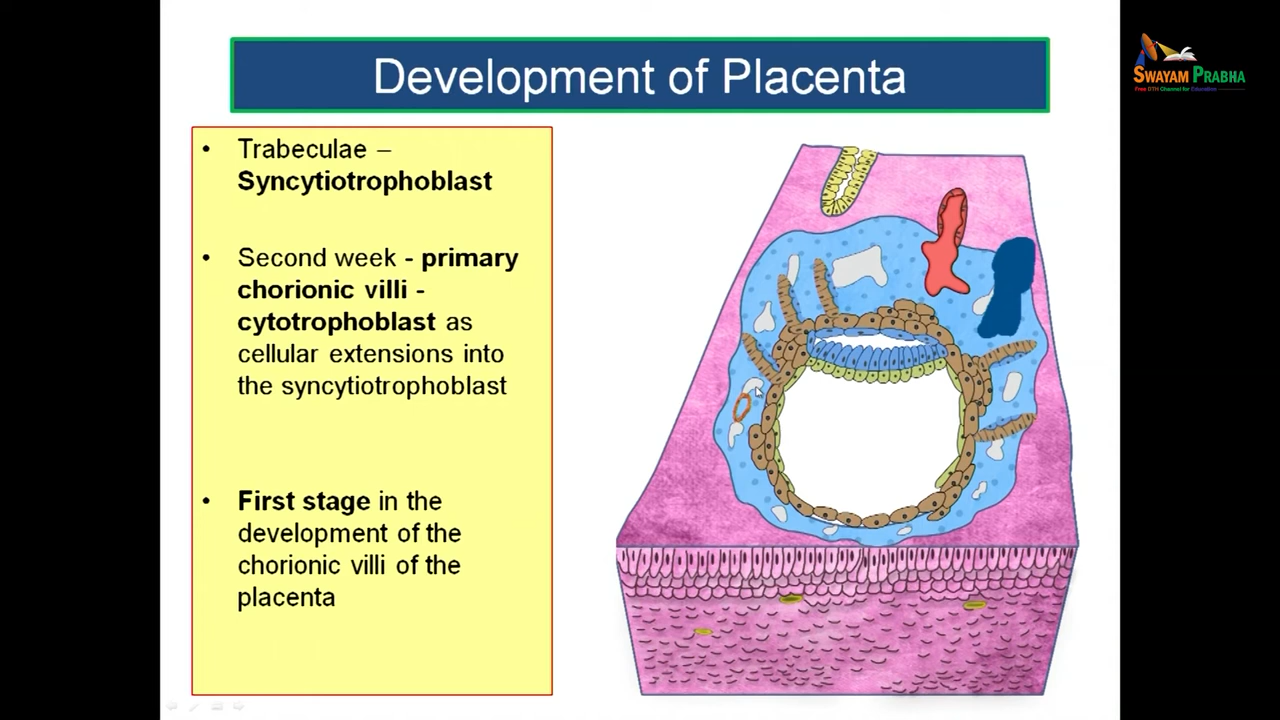 Development of Placenta
SWAYAM PRABHA
Free DTH Channel for Education
• Trabeculae –
Syncytiotrophoblast
• Second week - primary
chorionic villi -
cytotrophoblast as
cellular extensions into
the syncytiotrophoblast
• First stage in the
development of the
chorionic villi of the
placenta